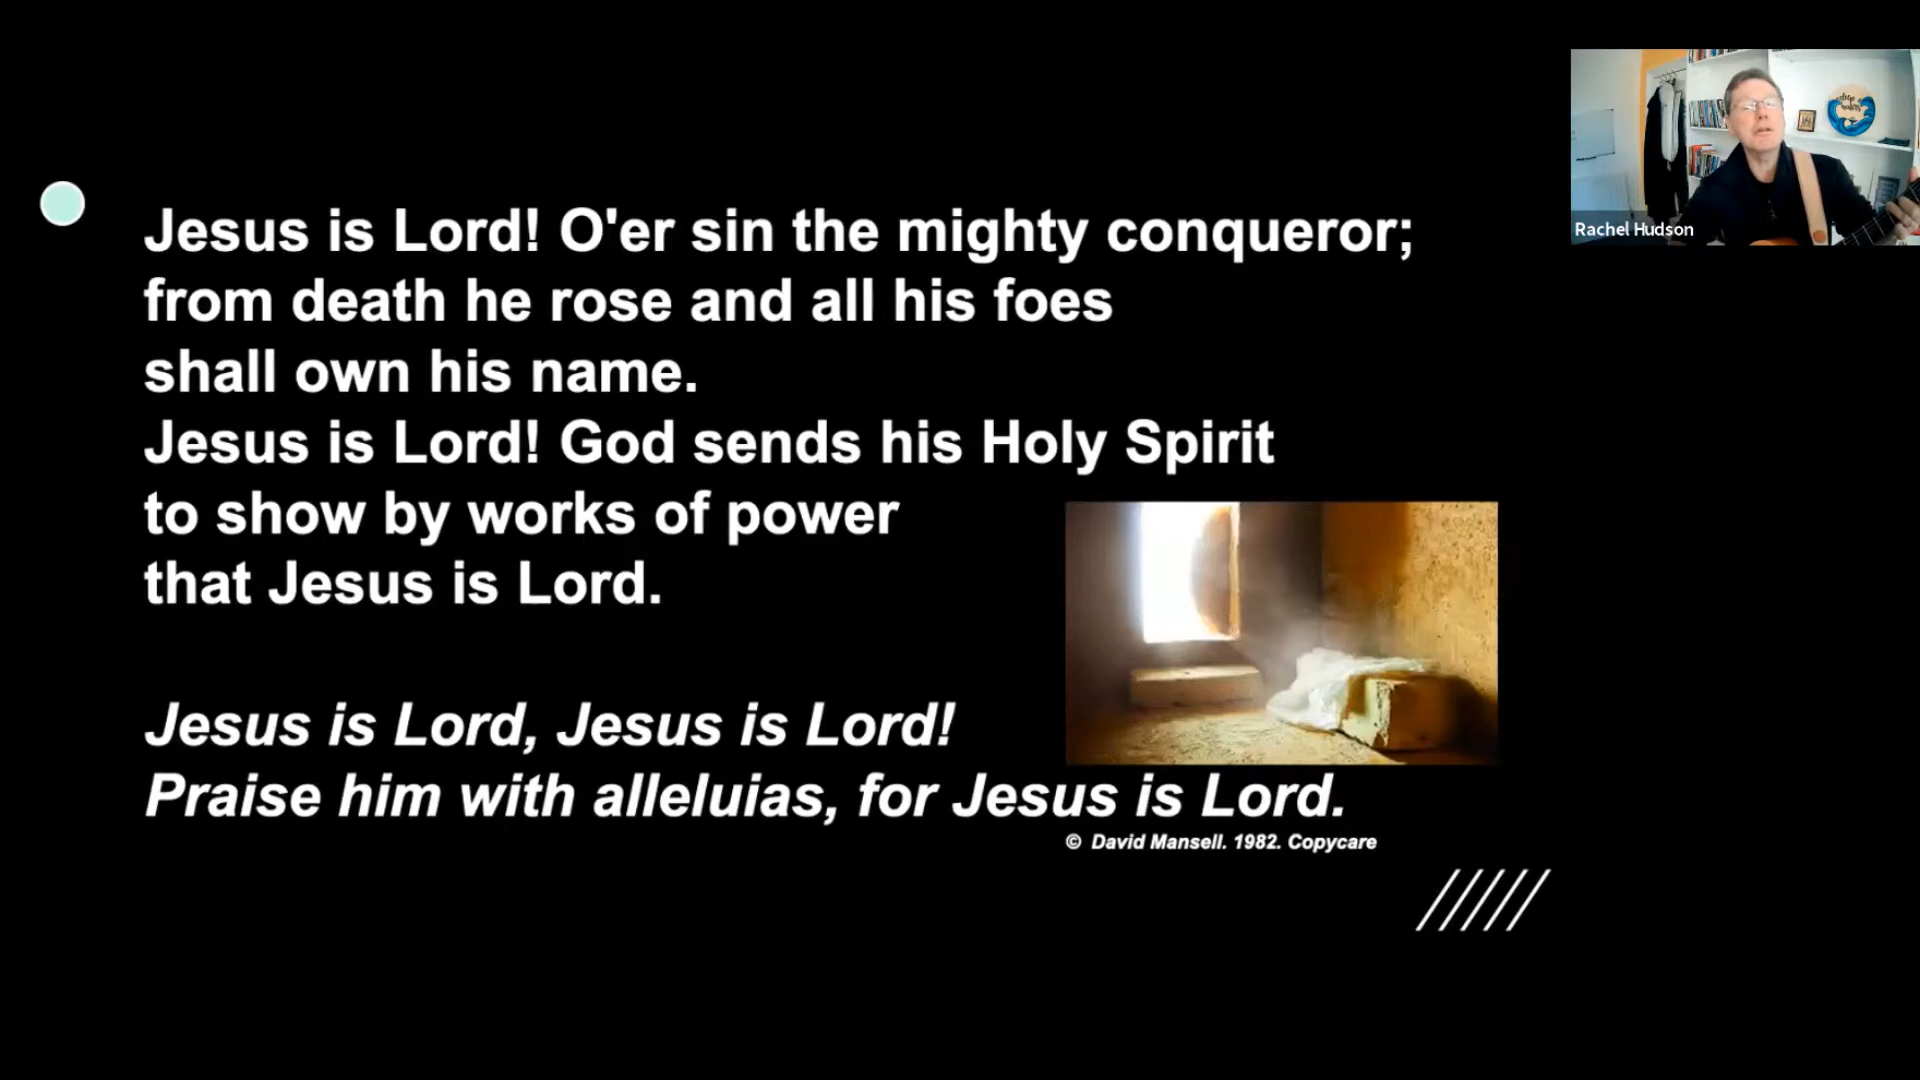 Jesus is Lord! O'er sin the mighty conqueror;
from death he rose and all his foes
shall own his name.
Jesus is Lord! God sends his Holy Spirit
to show by works of power
that Jesus is Lord.
Jesus is Lord, Jesus is Lord!
Praise him with alleluias, for Jesus is Lord.
© David Mansell. 1982. Copycare
Rachel Hudson
deep